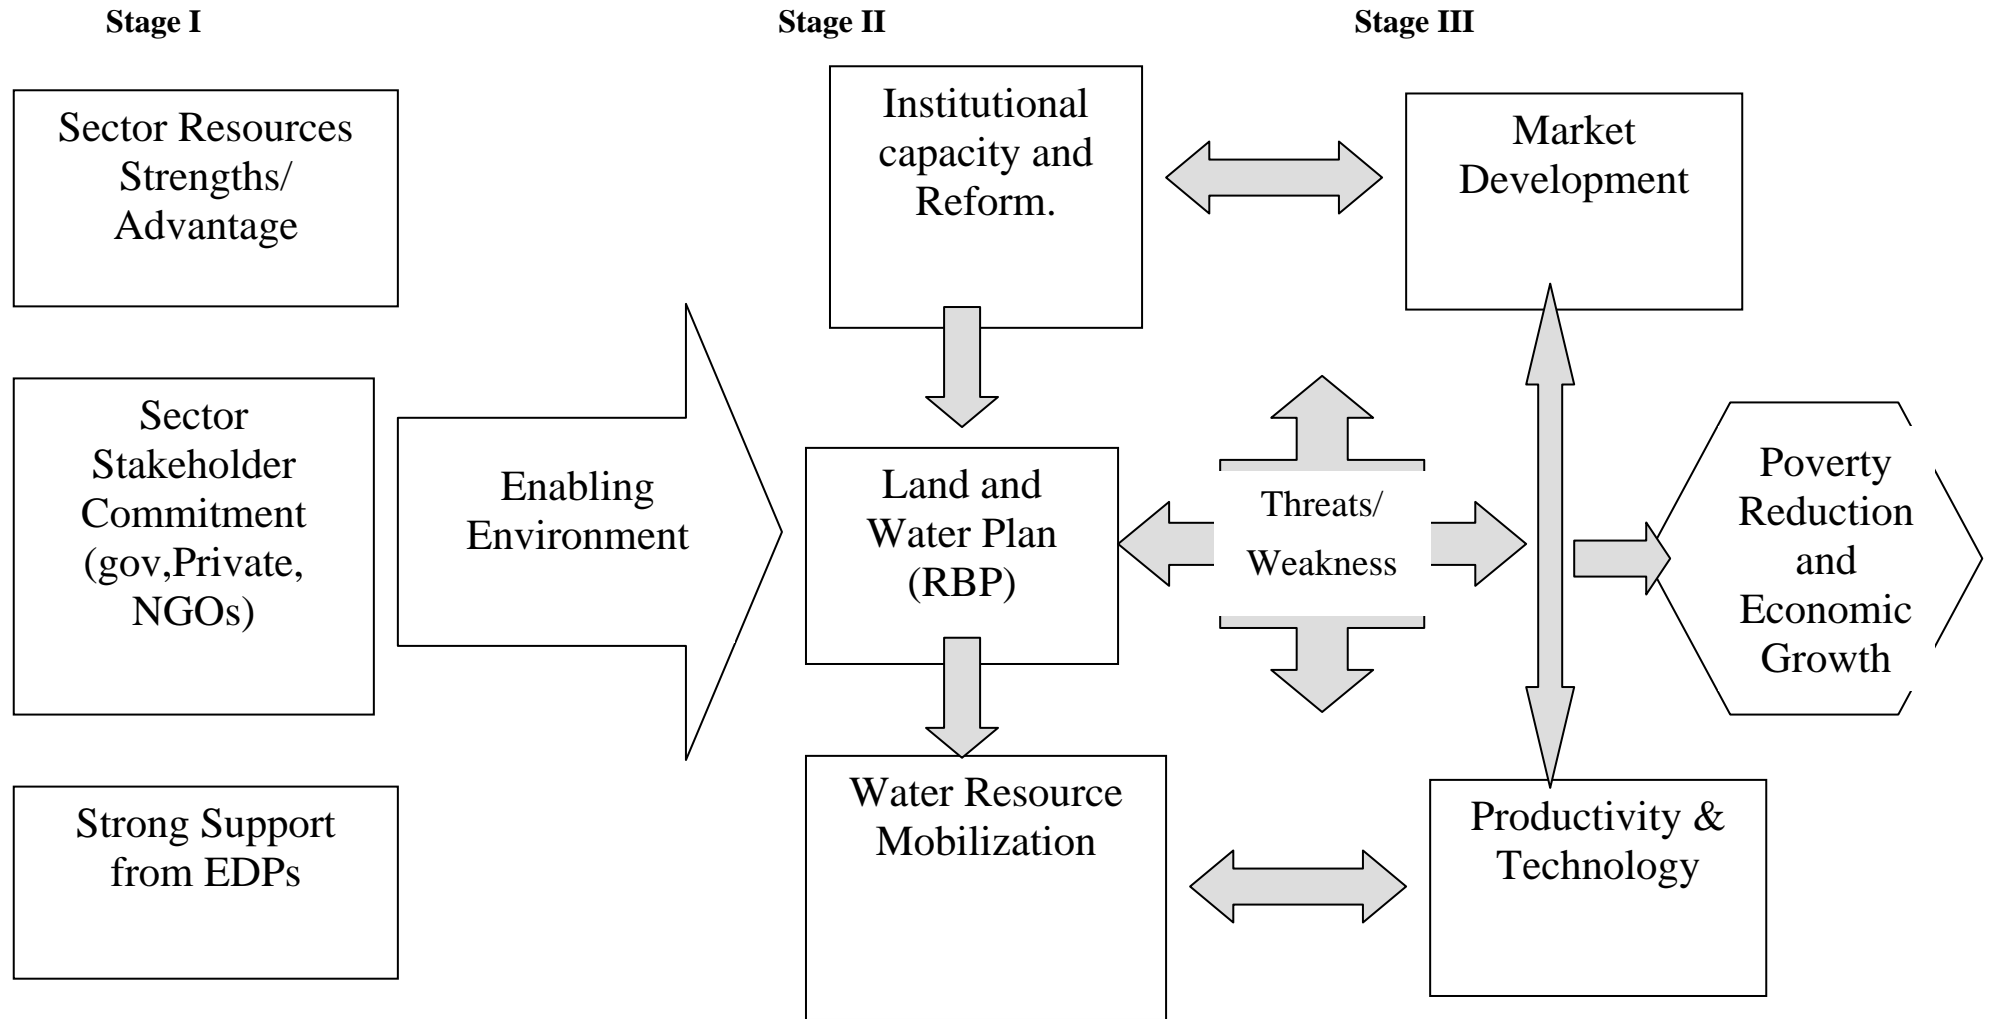 Stage I
Stage II
Stage III
Sector Resources
Strengths/
Advantage
Sector
Stakeholder
Commitment
(gov,Private,
NGOs)
Strong Support
from EDPs
Enabling
Environment
Institutional
capacity and
Reform.
Land and
Water Plan
(RBP)
Water Resource
Mobilization
Threats/
Weakness
Market
Development
Productivity &
Technology
Poverty
Reduction
and
Economic
Growth